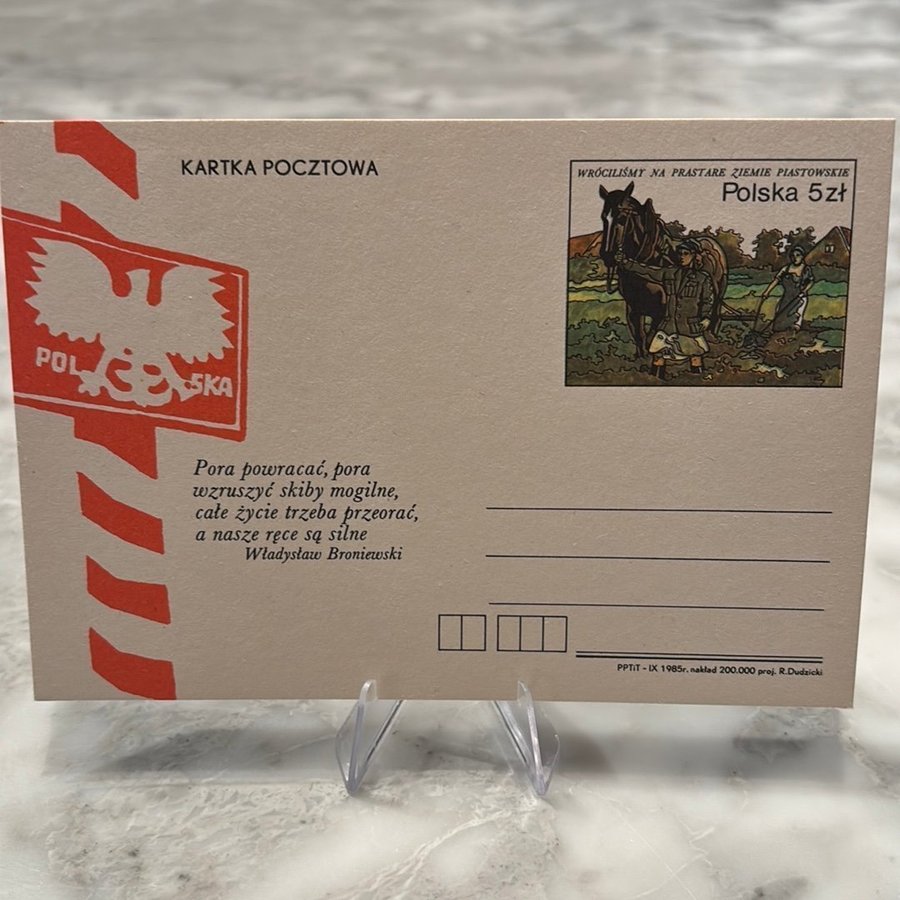 KARTKA POCZTOWA
WRÓCILIŚMY NA PRASTARE ZIEMIE PIASTOWSKIE
Polska 5zł
POLSKA
Pora powracać, pora
wzruszyć skiby mogilne,
całe życie trzeba przeorać,
a nasze ręce są silne
Władysław Broniewski
PPTiT - IX 1985r. nakład 200.000 proj. R.Dudzicki